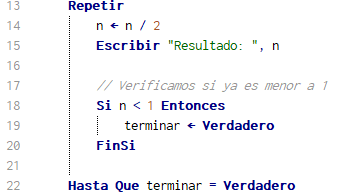 13 Repetir
14 n ← n / 2
15 Escribir "Resultado: ", n
16
17 // Verificamos si ya es menor a 1
18 Si n < 1 Entonces
19 terminar ← Verdadero
20 FinSi
21
22 Hasta Que terminar = Verdadero